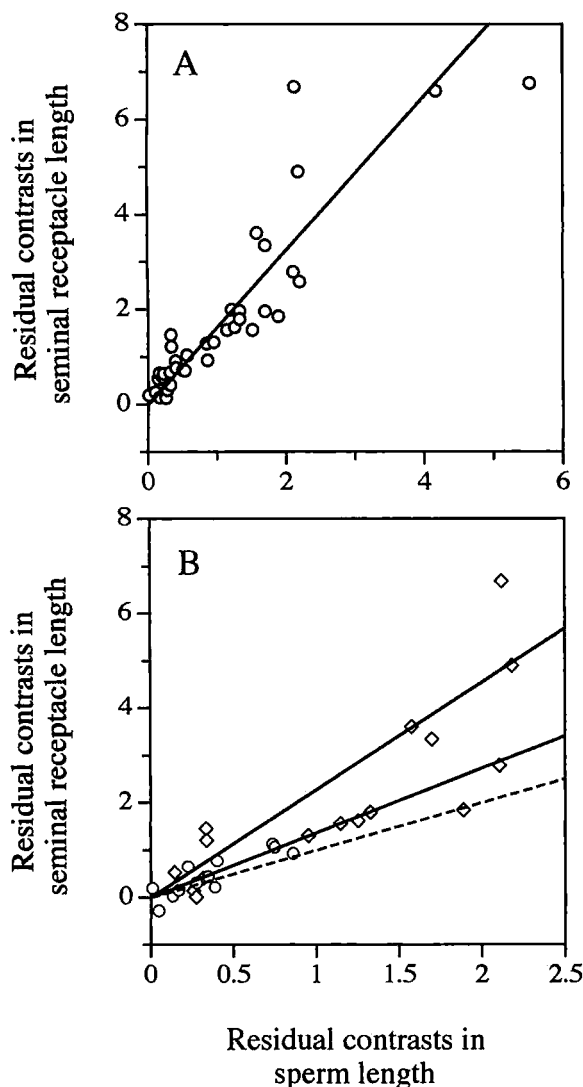 8
A
6
4
2
0
Residual contrasts in
seminal receptacle length
0
2
4
6
8
B
6
4
2
0
Residual contrasts in
seminal receptacle length
0
0.5
1
1.5
2
2.5
Residual contrasts in
sperm length